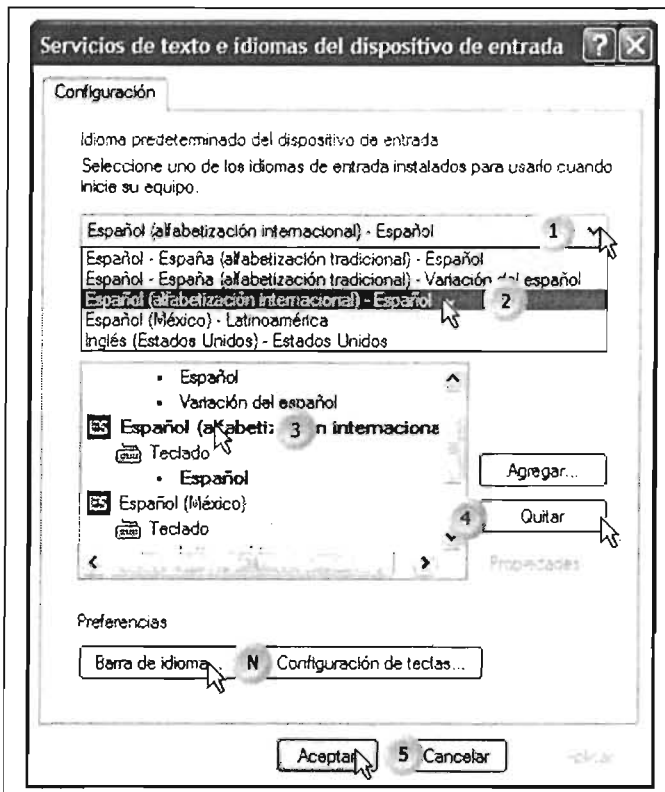 Servicios de texto e idiomas del dispositivo de entrada
Configuración
Idioma predeterminado del dispositivo de entrada
Seleccione uno de los idiomas de entrada instalados para usarlo cuando
inicie su equipo.
Español (alfabetización internacional) - Español 1
Español - España (alfabetización tradicional) - Español
Español - España (alfabetización tradicional) - Variación del español
Español (alfabetización internacional) - Español 2
Español (México) - Latinoamérica
Inglés (Estados Unidos) - Estados Unidos
• Español
• Variación del español
ES Español (alfabeti 3 n internaciona
Teclado
• Español
Agregar...
ES Español (México)
4 Quitar
Teclado
Propiedades
Preferencias
Barra de idioma... N Configuración de teclas...
Aceptar 5 Cancelar Aplicar